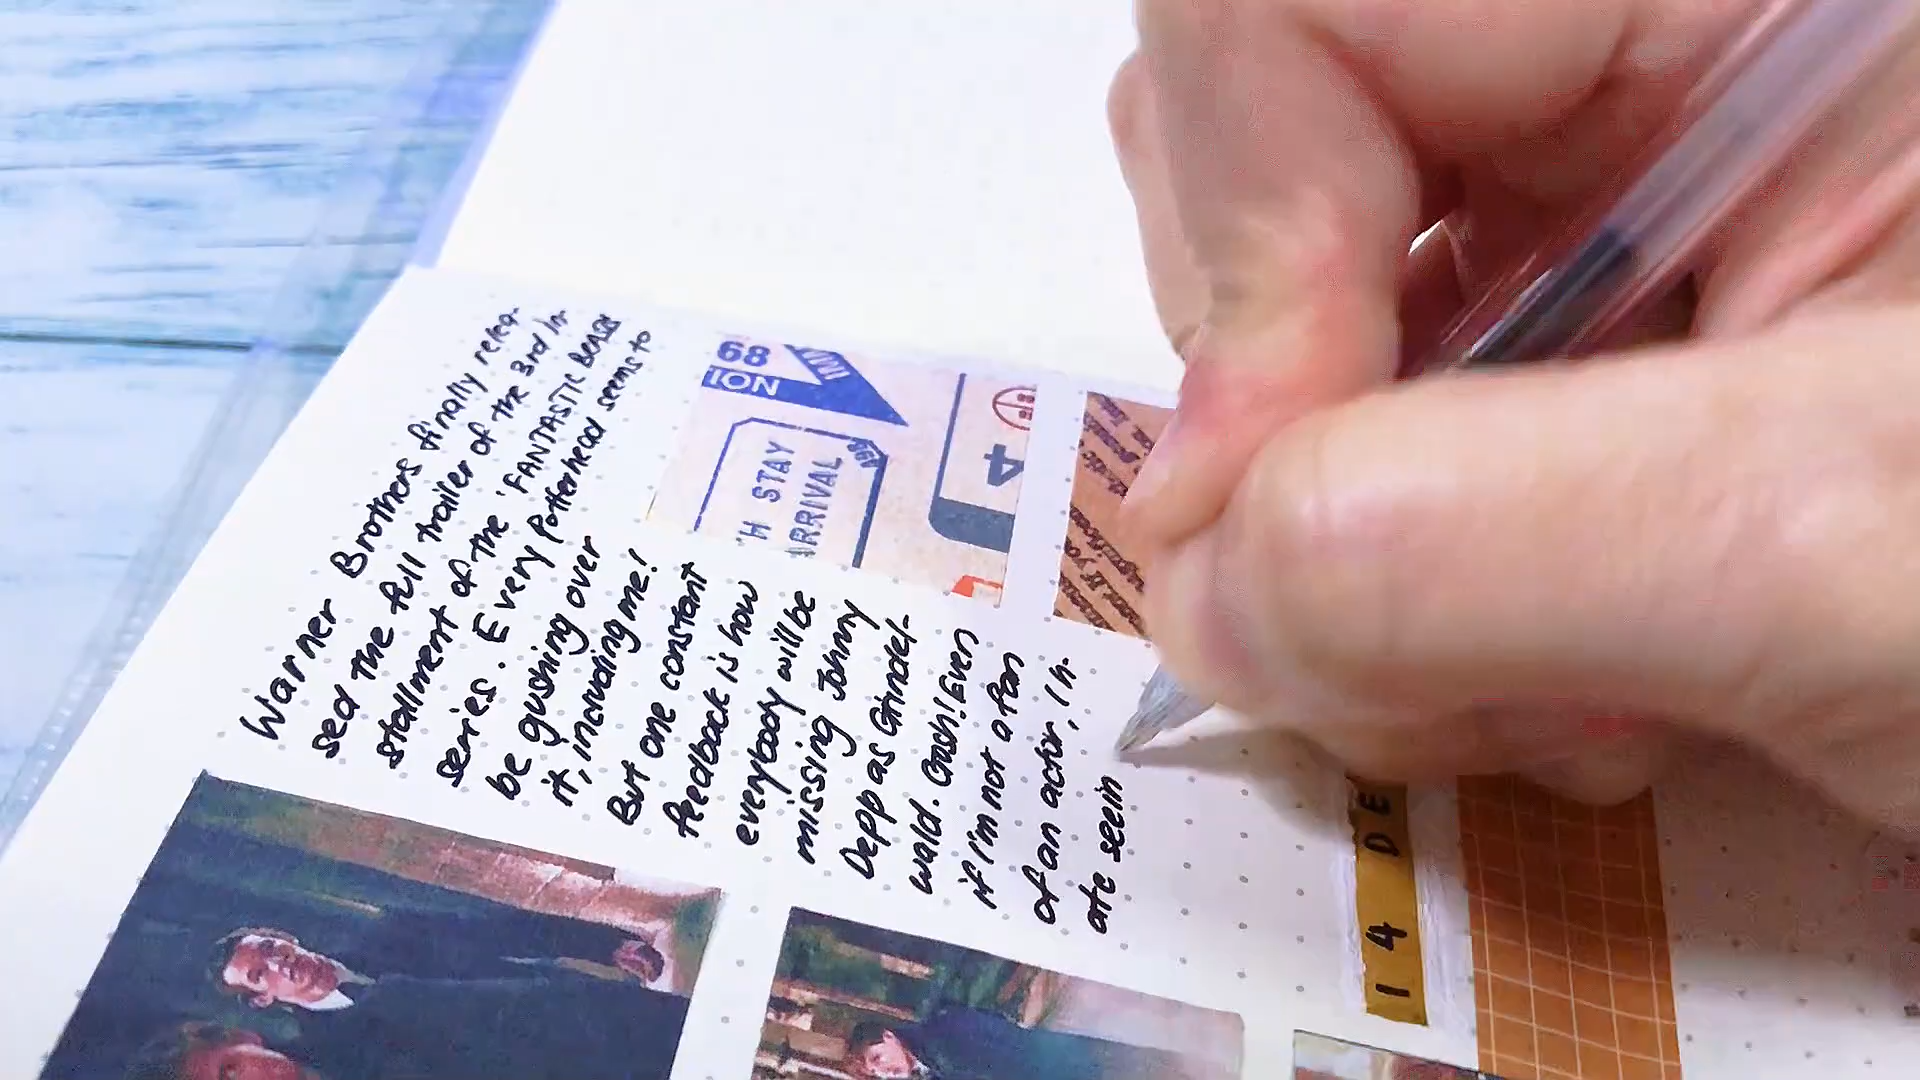 Warner Brothers finally relea-
sed the full trailer of the 3rd in-
stallment of the 'FANTASTIC BEASTS
series. Every Potterhead seems to
be gushing over
it, including me!
But one constant
feedback is how
everybody will be
missing Johnny
Depp as Grindel-
wald. Gosh! Even
if I'm not a fan
of an actor, I h-
ate seein
68
ION
IMM
TH STAY
ARRIVAL
4
14 DE